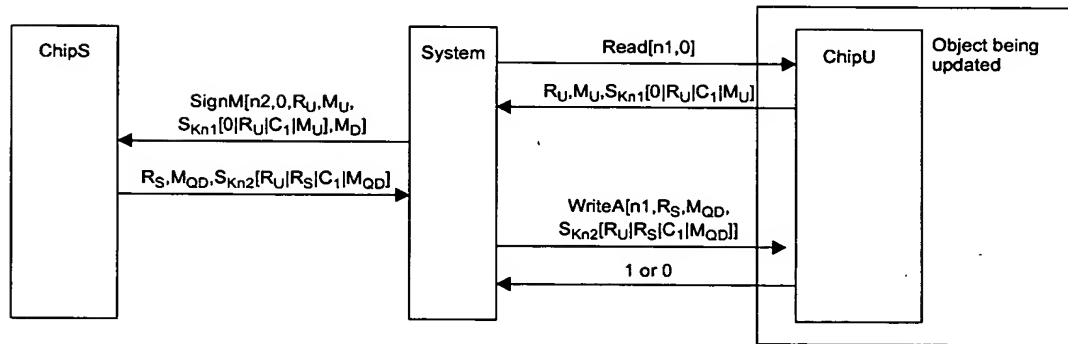 ChipS
System
Read[n1,0]
ChipU
Object being
updated
R_U,M_U,S_Kn1[0|R_U|C_1|M_U]
SignM[n2,0,R_U,M_U,
S_Kn1[0|R_U|C_1|M_U],M_D]
R_S,M_QD,S_Kn2[R_U|R_S|C_1|M_QD]
WriteA[n1,R_S,M_QD,
S_Kn2[R_U|R_S|C_1|M_QD]]
1 or 0